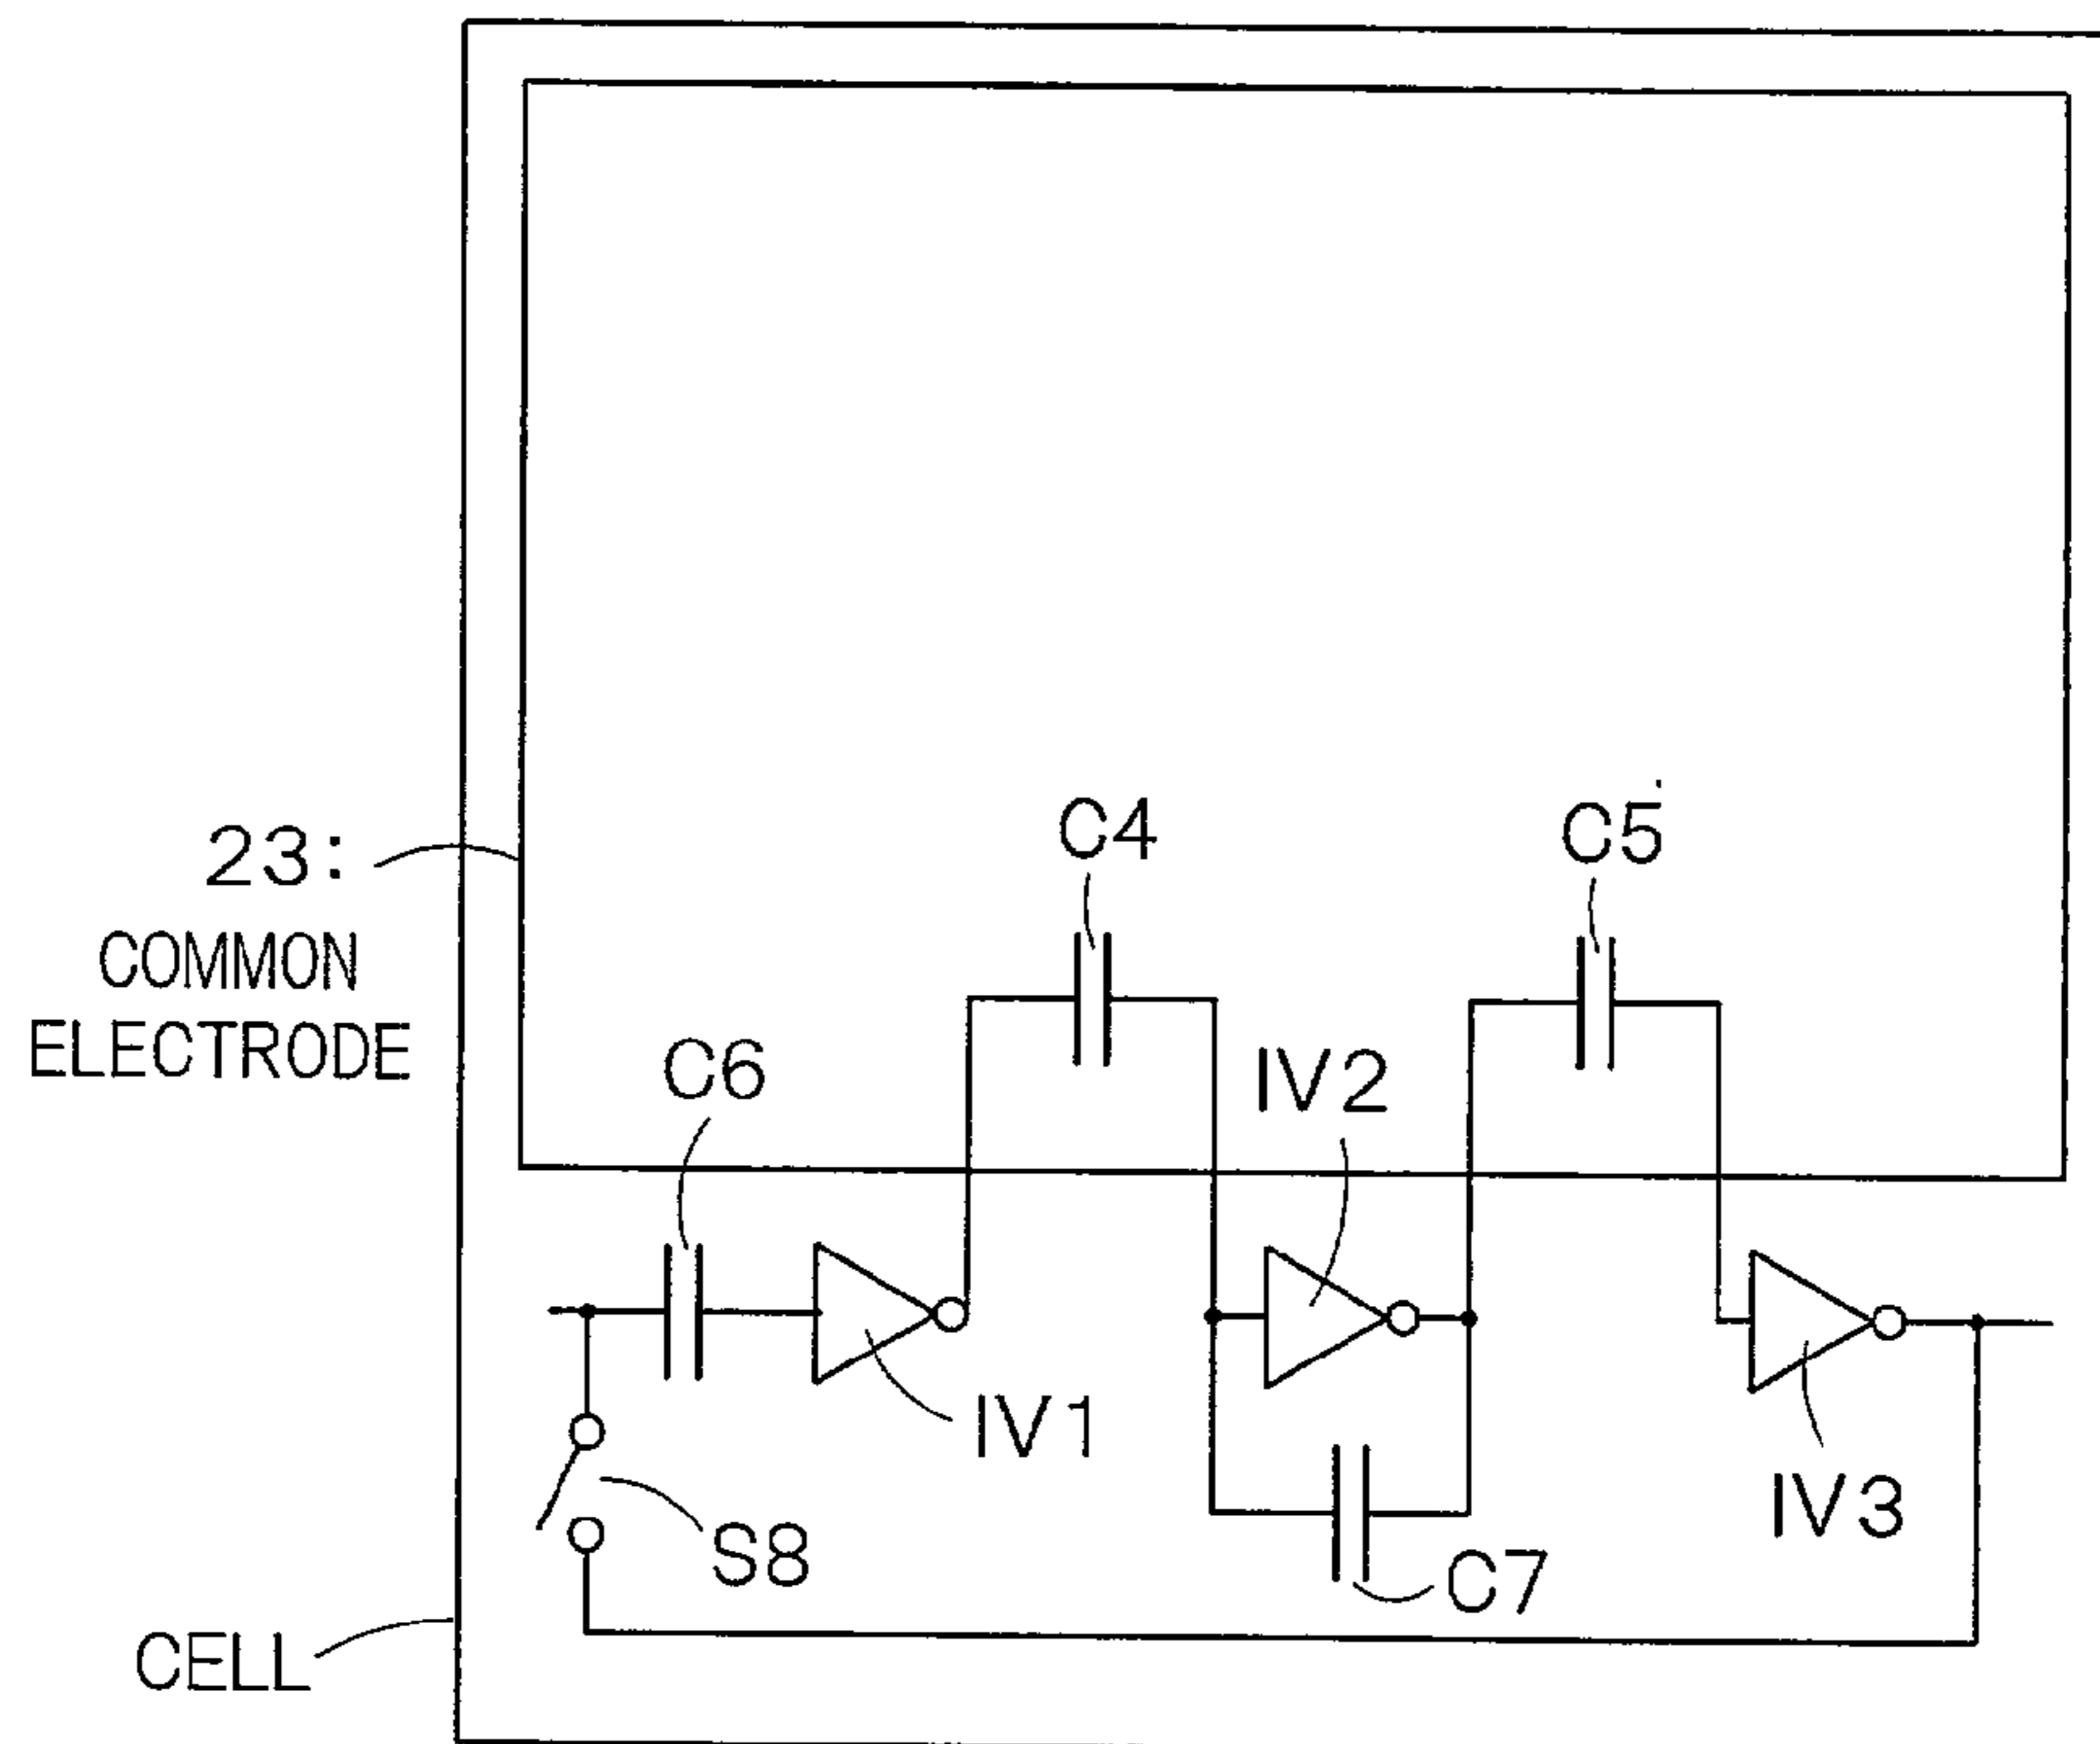 C4
C5
23:
COMMON
ELECTRODE
C6
IV2
IV1
IV3
S8
C7
CELL